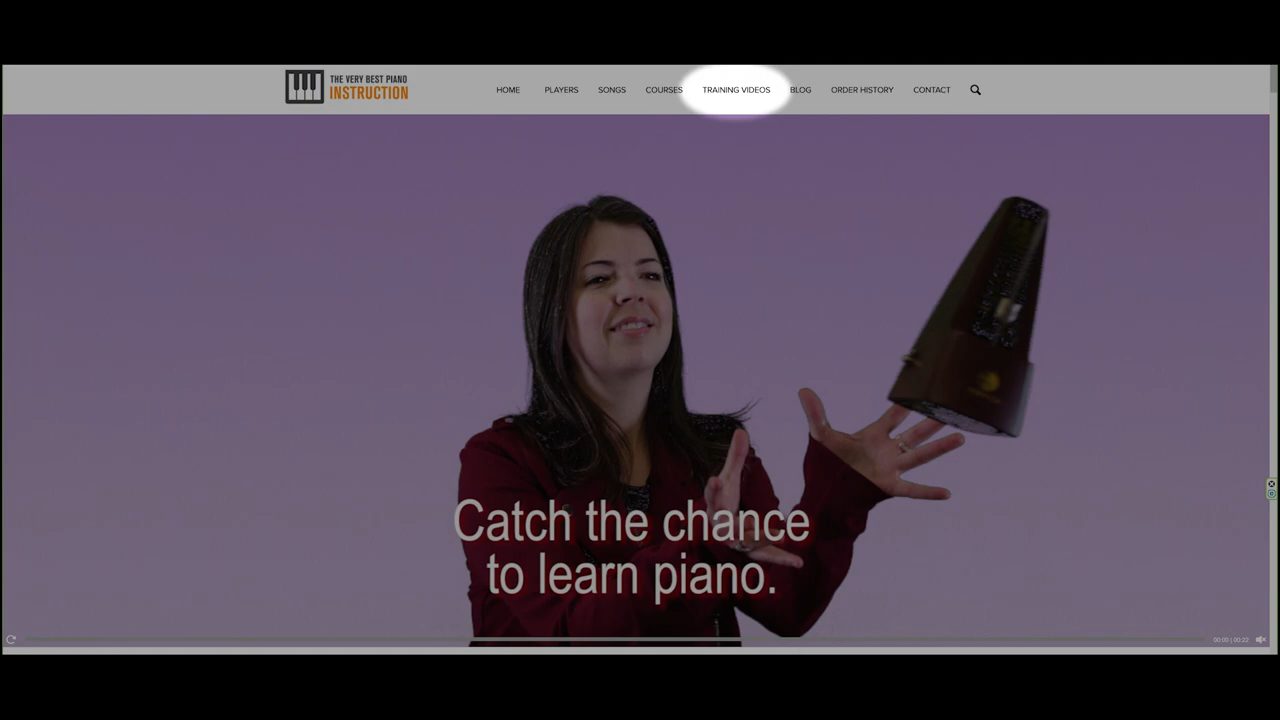 THE VERY BEST PIANO
INSTRUCTION
HOME PLAYERS SONGS COURSES TRAINING VIDEOS BLOG ORDER HISTORY CONTACT
Catch the chance
to learn piano.